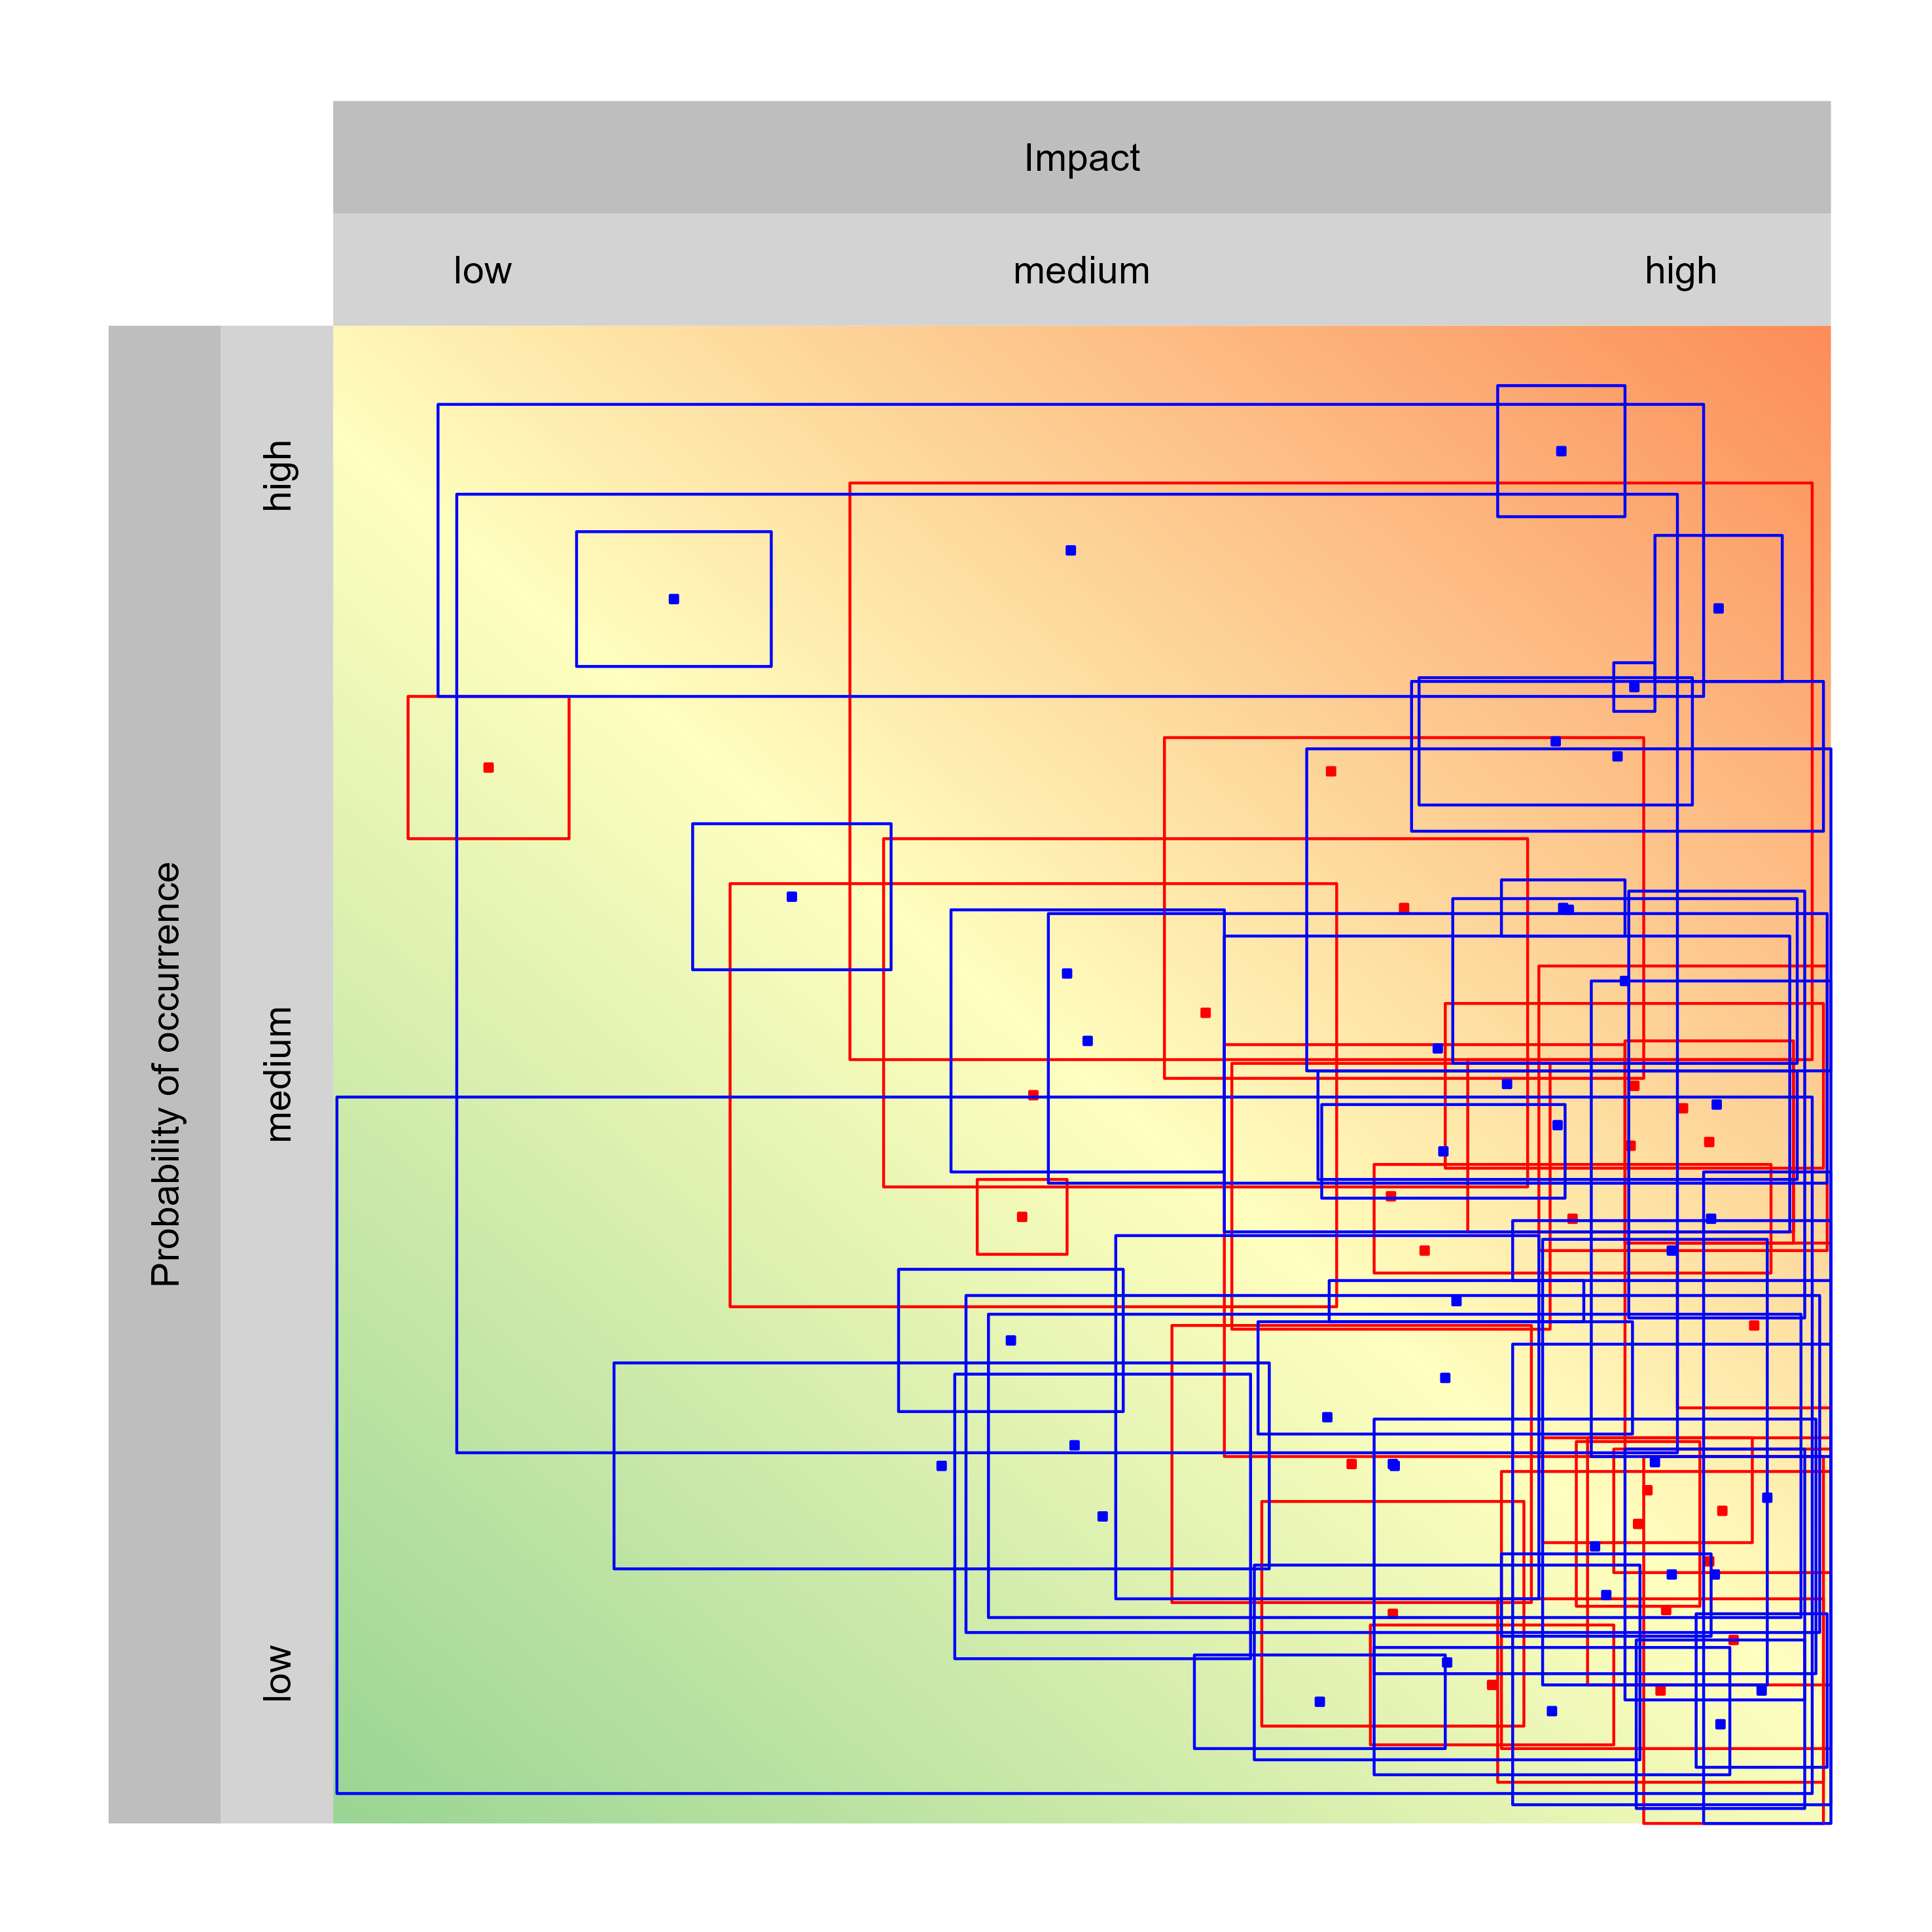 Impact
low medium high
Probability of occurrence
high
medium
low